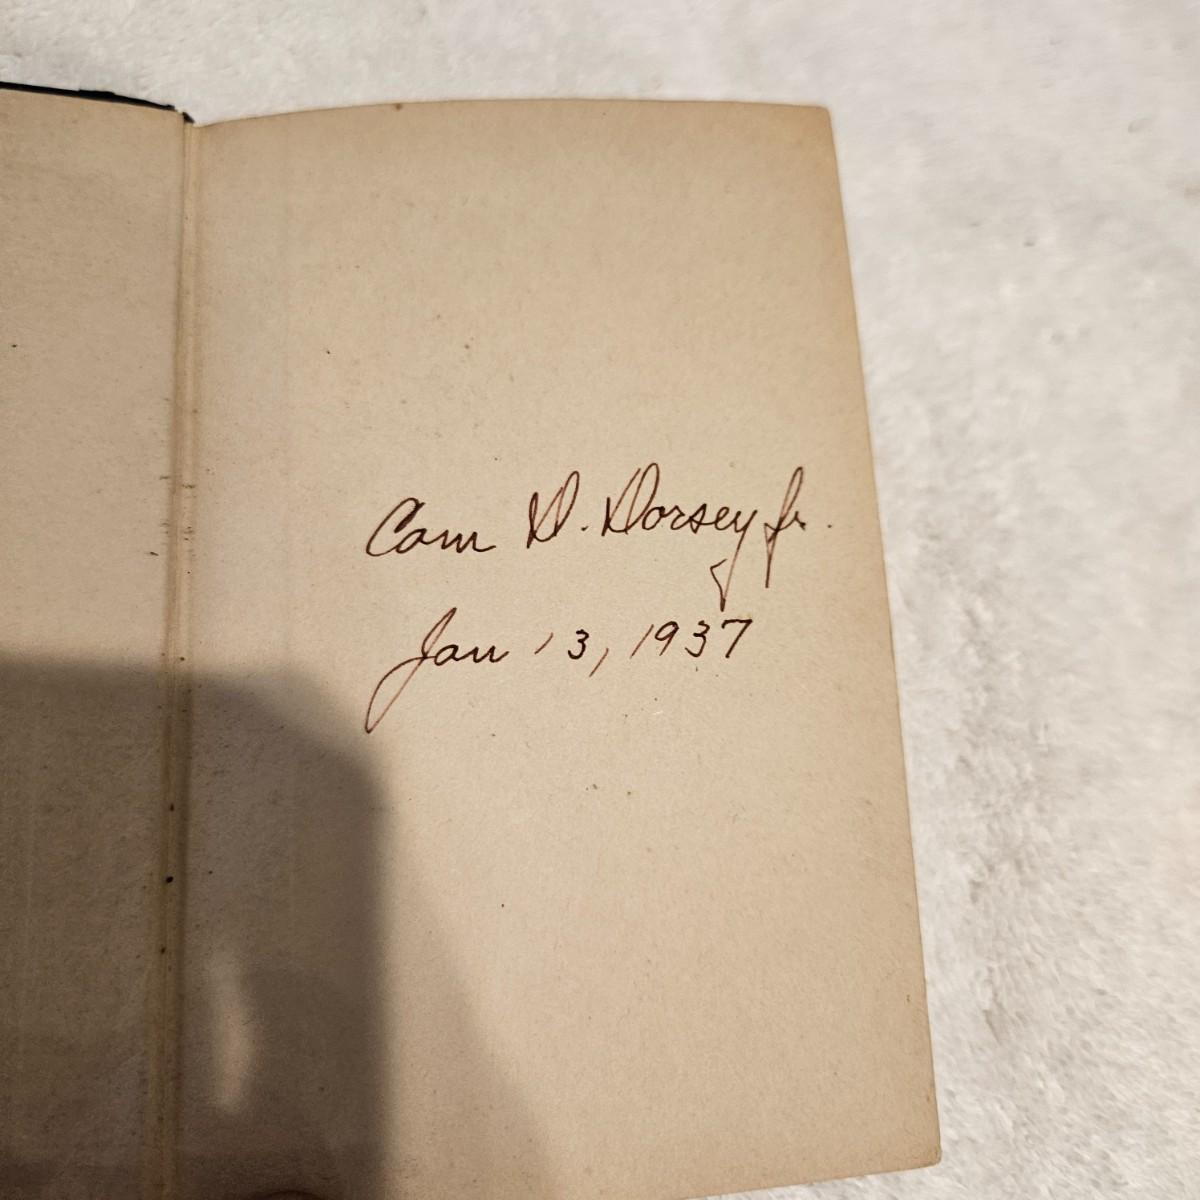 Cam D. Dorsey Jr.
Jan 13, 1937